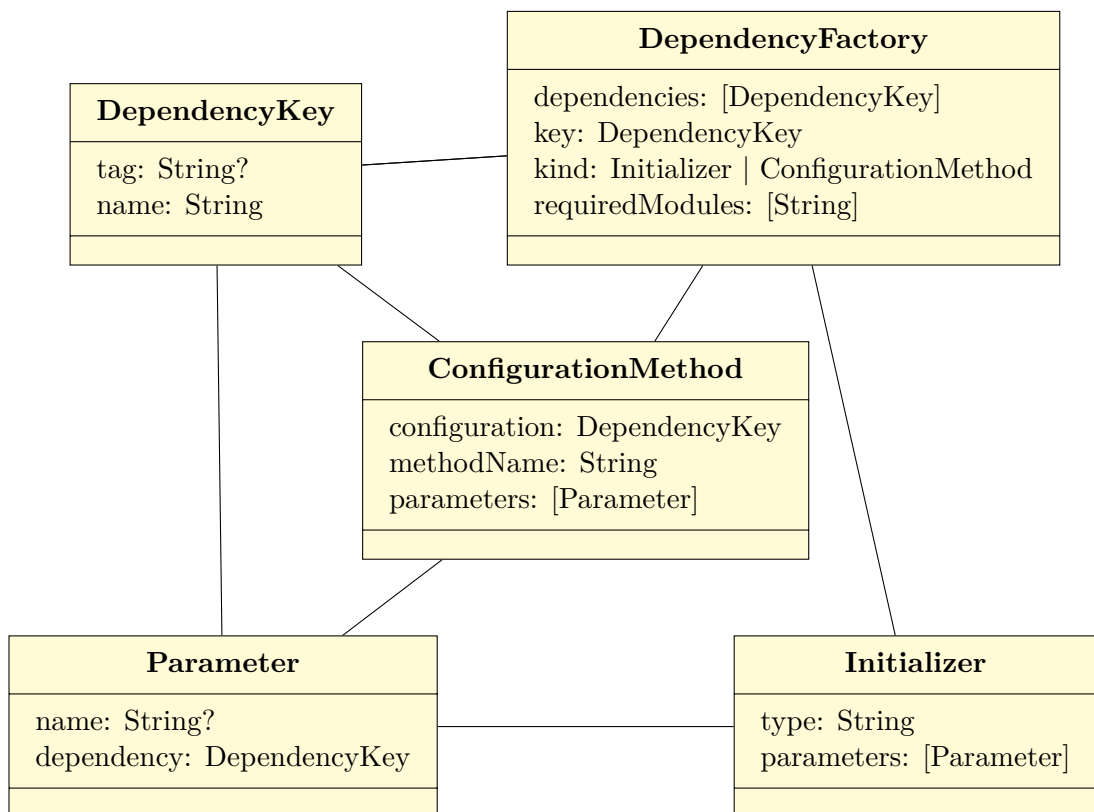 DependencyFactory
dependencies: [DependencyKey]
key: DependencyKey
kind: Initializer | ConfigurationMethod
requiredModules: [String]
DependencyKey
tag: String?
name: String
ConfigurationMethod
configuration: DependencyKey
methodName: String
parameters: [Parameter]
Parameter
name: String?
dependency: DependencyKey
Initializer
type: String
parameters: [Parameter]